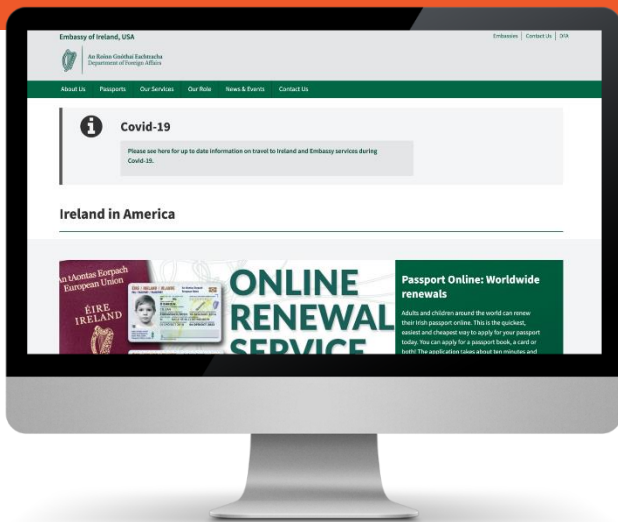 Embassy of Ireland, USA
Embassies | Contact Us | DFA
An Roinn Gnóthaí Eachtracha
Department of Foreign Affairs
About Us Passports Our Services Our Role News & Events Contact Us
Covid-19
Please see here for up to date information on travel to Ireland and Embassy services during
Covid-19.
Ireland in America
An tAontas Eorpach
European Union
ÉIRE
IRELAND
ÉIRE / IRELAND / IRLANDE
ONLINE
RENEWAL
SERVICE
Passport Online: Worldwide
renewals
Adults and children around the world can renew
their Irish passport online. This is the quickest,
easiest and cheapest way to apply for your passport
today. You can apply for a passport book, a card or
both! The application takes about ten minutes and